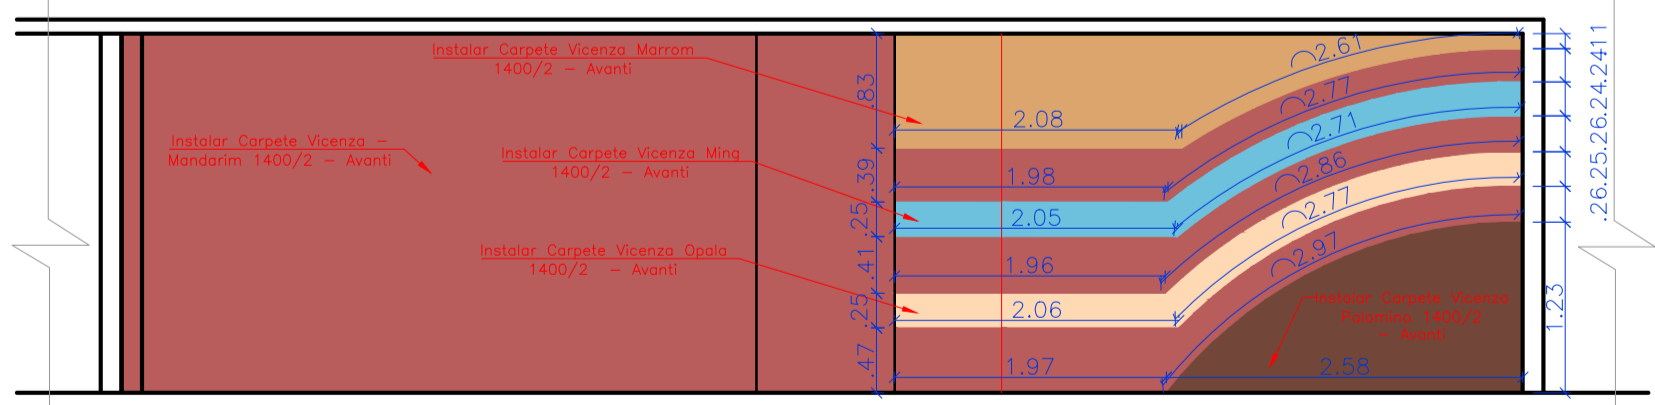 Instalar Carpete Vicenza Marrom
1400/2 - Avanti
Instalar Carpete Vicenza -
Mandarim 1400/2 - Avanti
Instalar Carpete Vicenza Ming
1400/2 - Avanti
Instalar Carpete Vicenza Opala
1400/2 - Avanti
Instalar Carpete Vicenza
Palomino 1400/2
- Avanti
.83
.39
.25
.41
.25
.47
2.08
1.98
2.05
1.96
2.06
1.97
2.61
2.77
2.71
2.86
2.77
2.97
2.58
.26.25.26.24.24.11
1.23